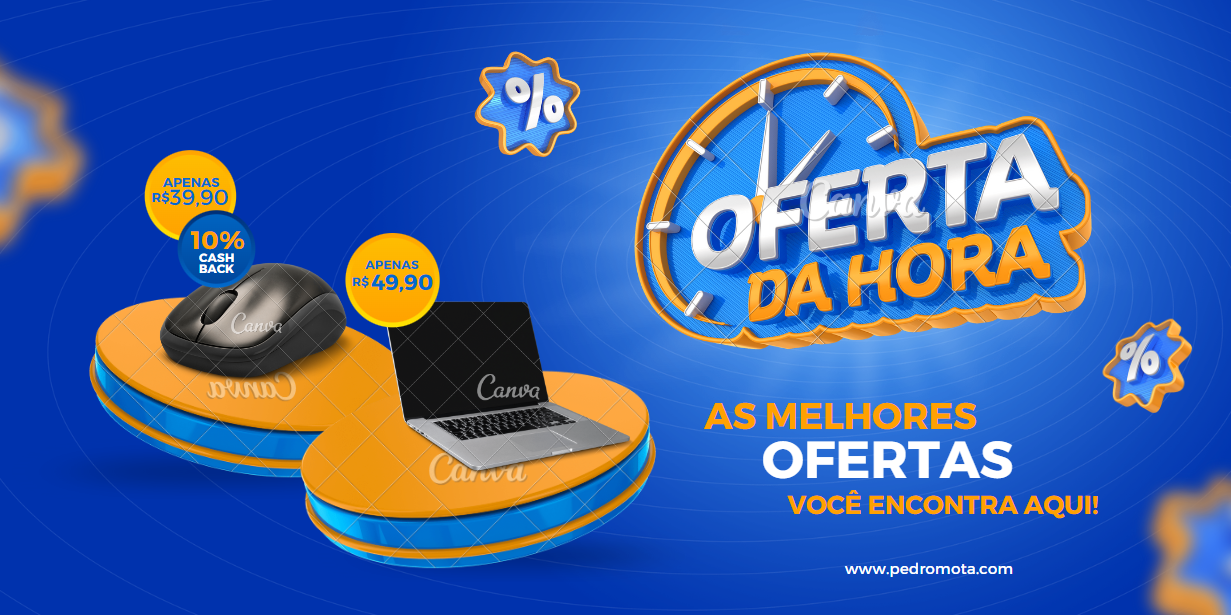 %
OFERTA
DA HORA
APENAS
R$39,90
10%
CASH
BACK
APENAS
R$49,90
%
AS MELHORES
OFERTAS
VOCÊ ENCONTRA AQUI!
www.pedromota.com
Canva
Canva
Canva
Canva
Canva